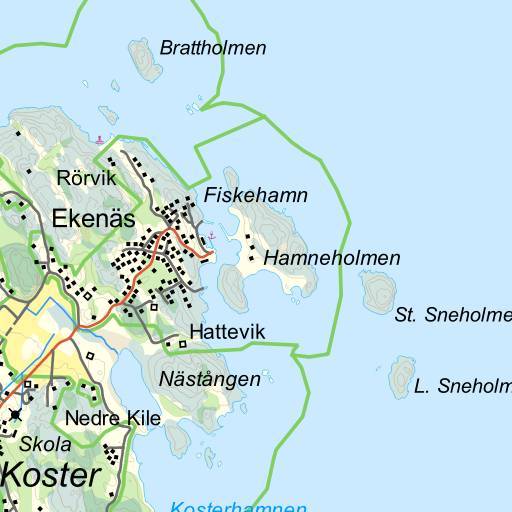 Brattholmen
Rörvik
Fiskehamn
Ekenäs
Hamneholmen
St. Sneholme
Hattevik
Nästången
L. Sneholm
Nedre Kile
Skola
Koster
Kosterhamnen